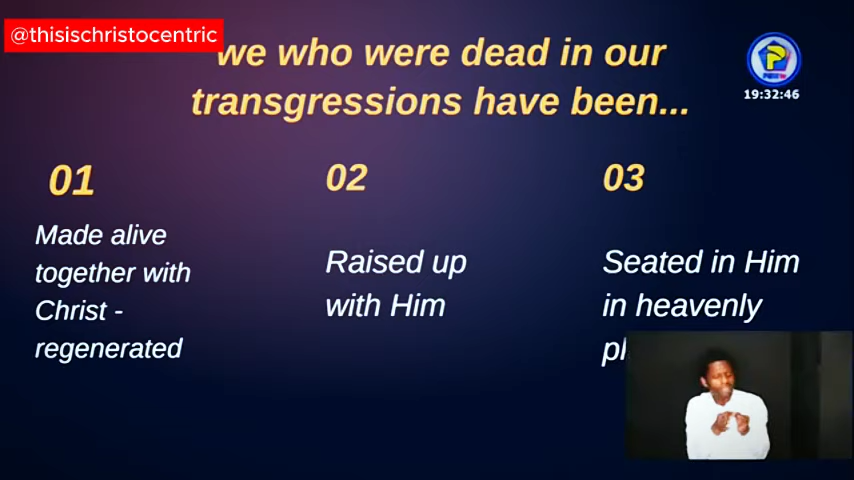 @thisischristocentric
we who were dead in our
transgressions have been...
19:32:46
01
Made alive
together with
Christ -
regenerated
02
Raised up
with Him
03
Seated in Him
in heavenly